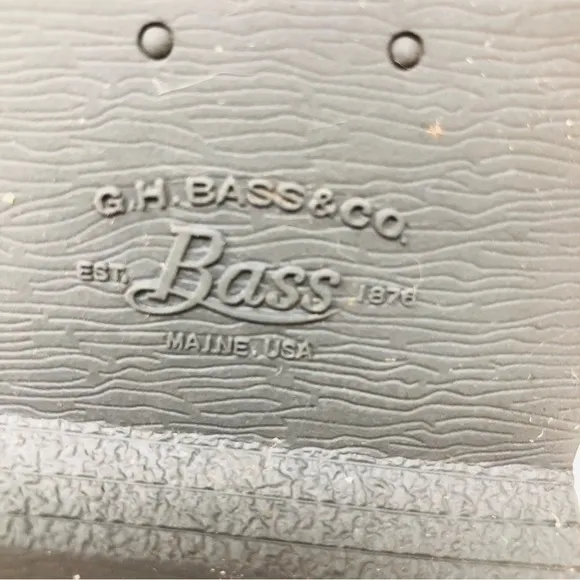 G.H. BASS & CO.
EST. Bass 1876
MAINE, USA